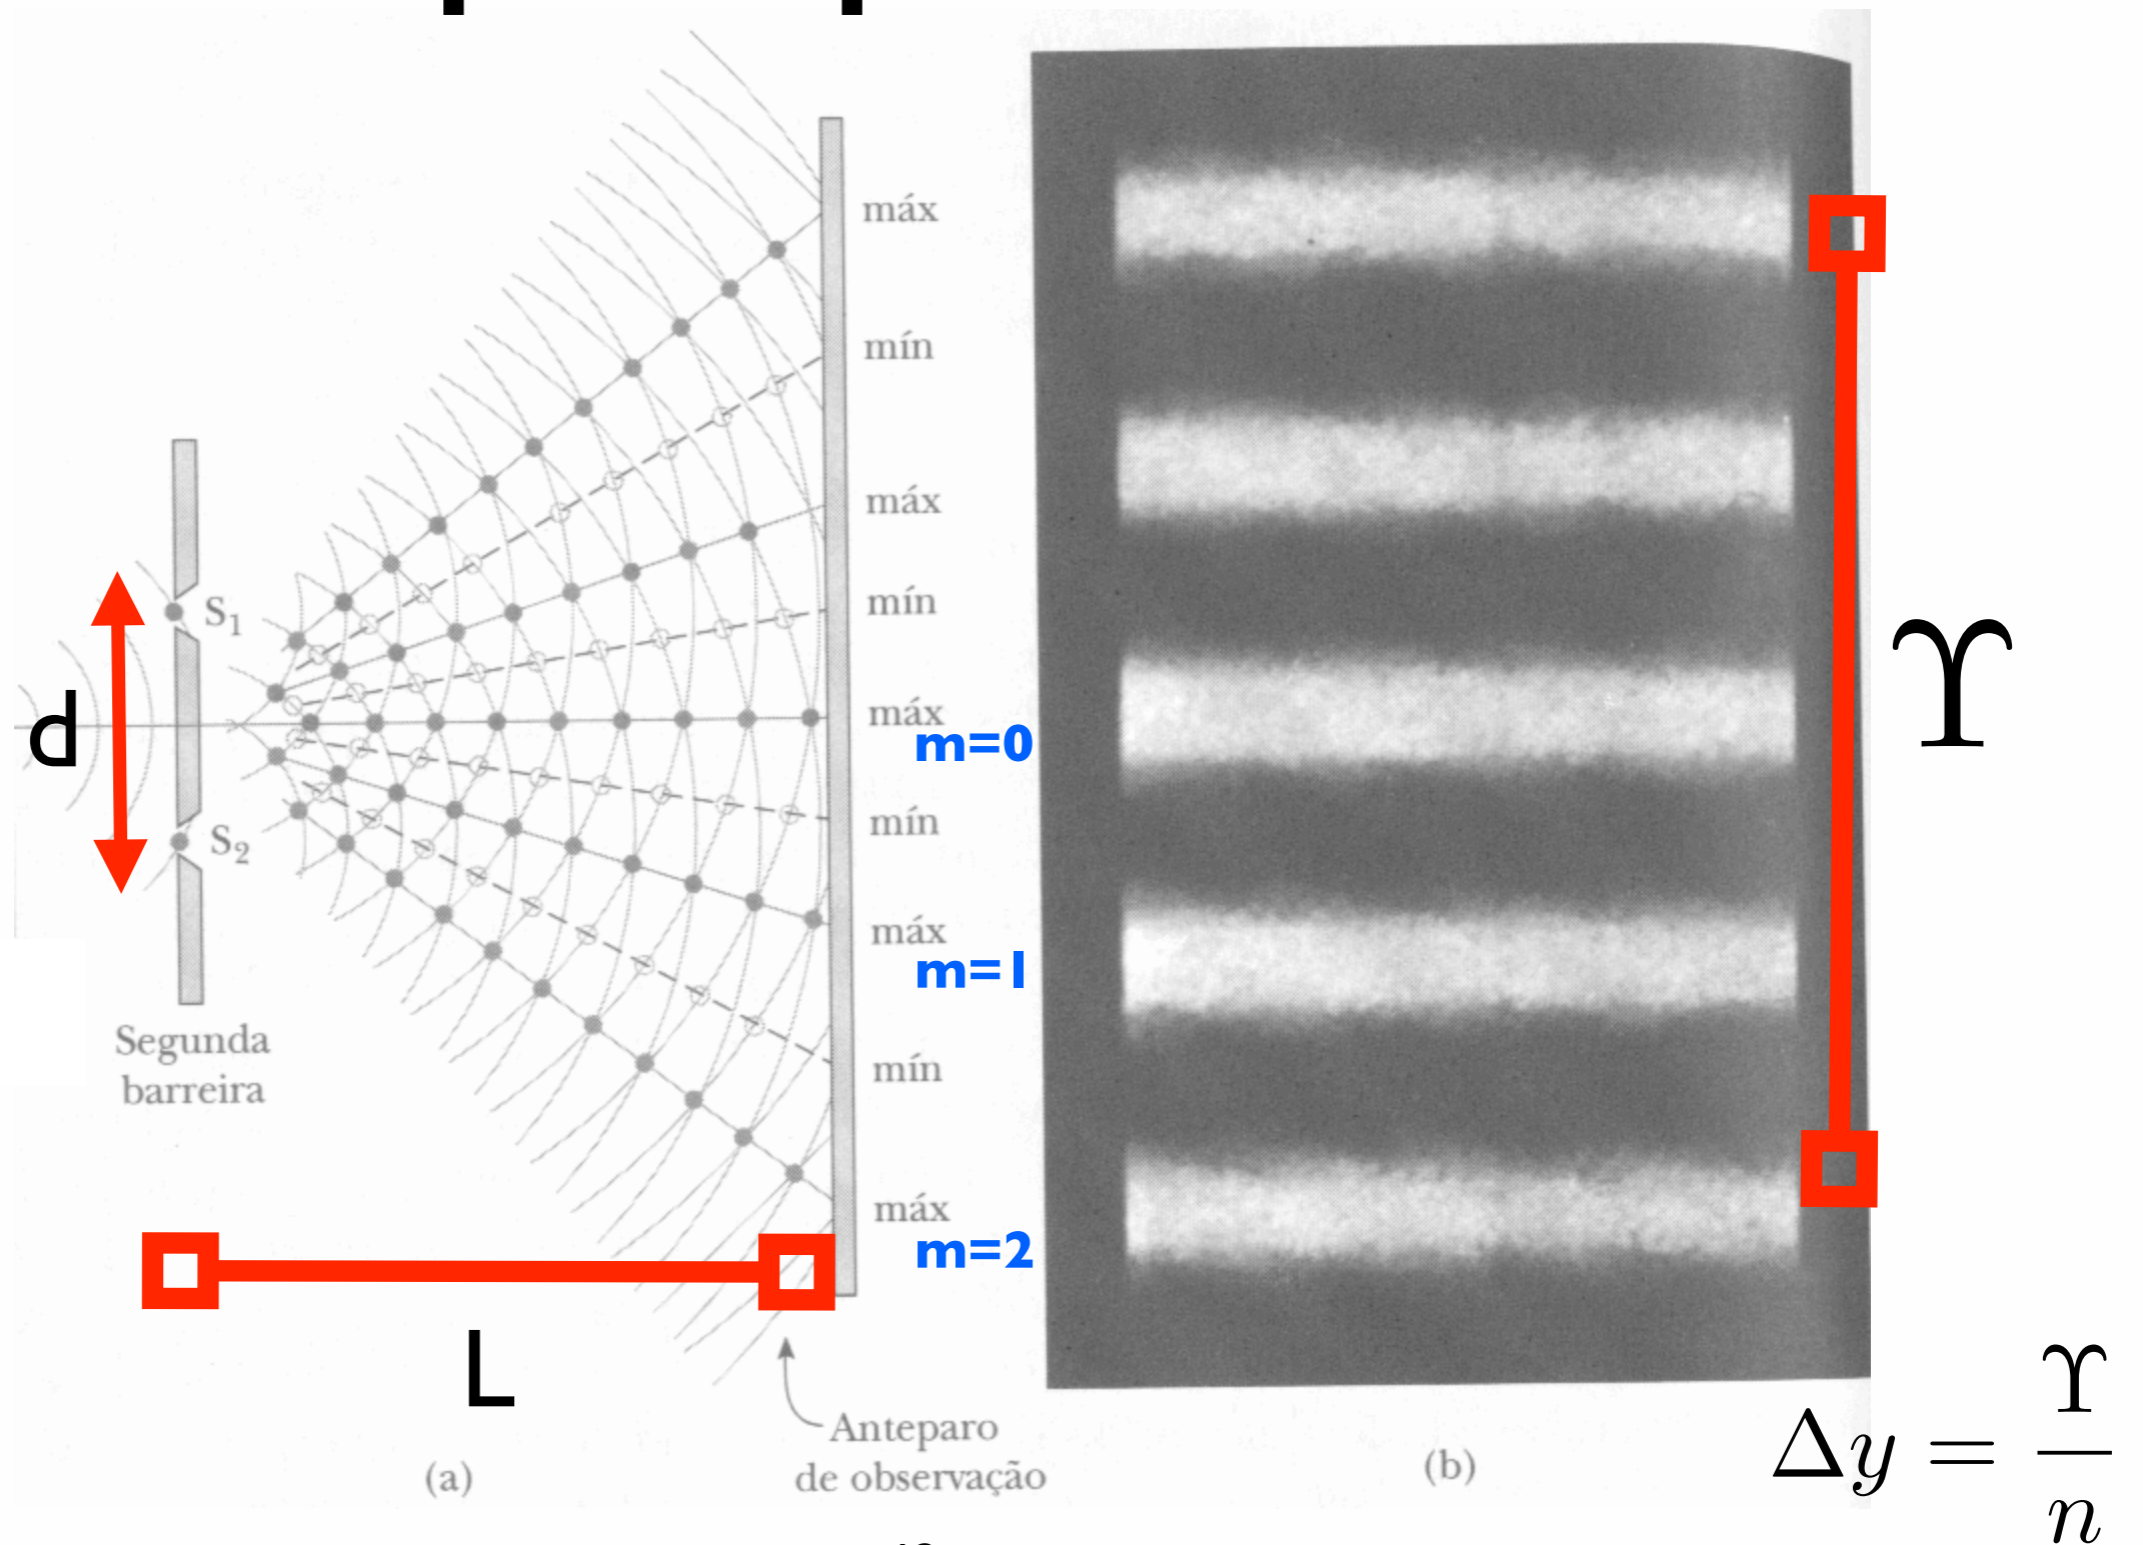 máx
mín
máx
mín
máx
m=0
mín
máx
m=1
mín
máx
m=2
S₁
d
S₂
Segunda
barreira
L
Anteparo
de observação
(a)
(b)
ϒ
Δy = ϒ/n